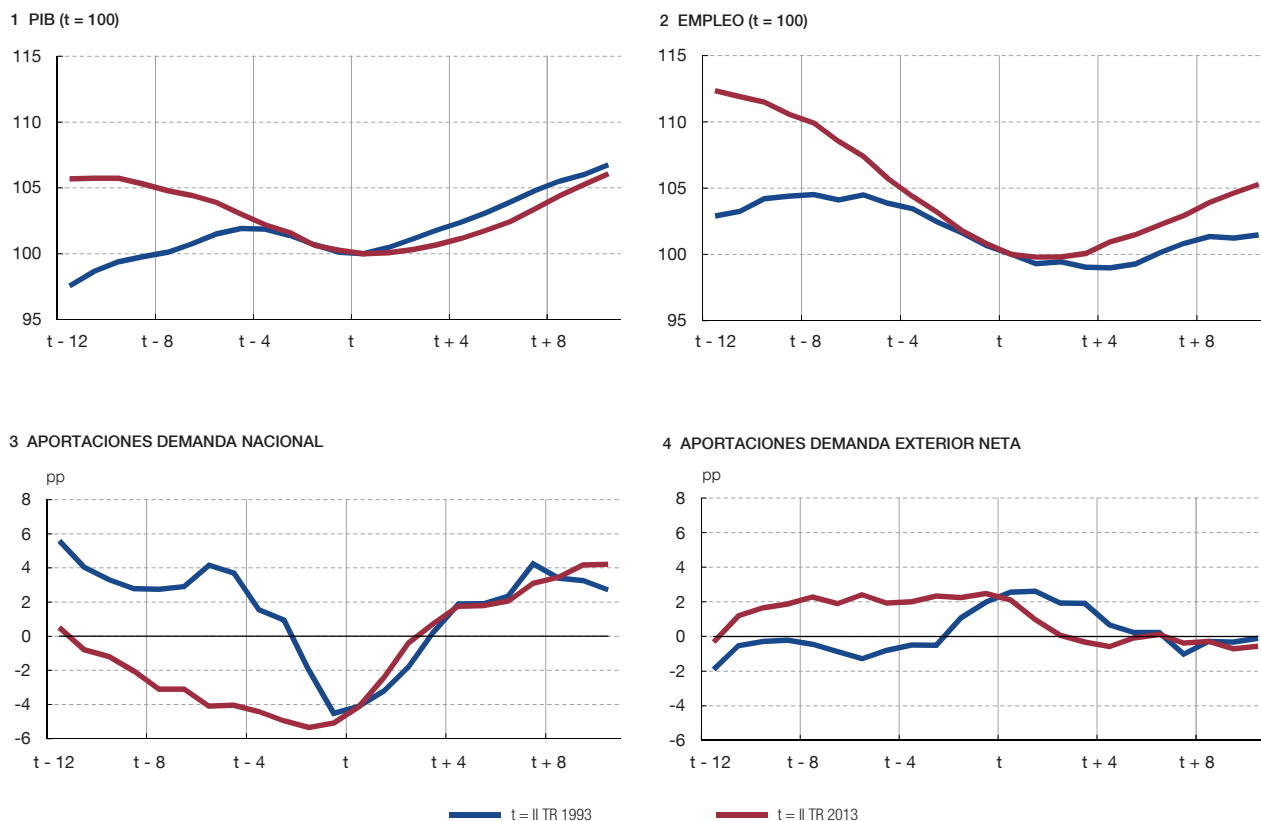 1 PIB (t = 100)
115
110
105
100
95
t - 12 t - 8 t - 4 t t + 4 t + 8
2 EMPLEO (t = 100)
115
110
105
100
95
t - 12 t - 8 t - 4 t t + 4 t + 8
3 APORTACIONES DEMANDA NACIONAL
pp
8
6
4
2
0
-2
-4
-6
t - 12 t - 8 t - 4 t t + 4 t + 8
4 APORTACIONES DEMANDA EXTERIOR NETA
pp
8
6
4
2
0
-2
-4
-6
t - 12 t - 8 t - 4 t t + 4 t + 8
t = II TR 1993 t = II TR 2013